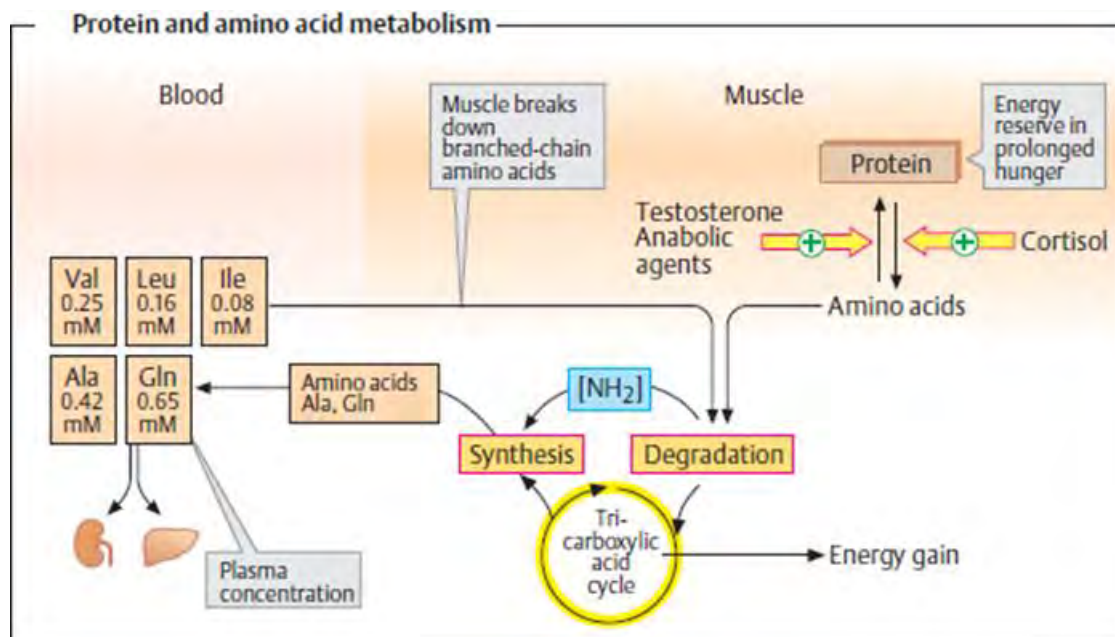 Protein and amino acid metabolism
Blood
Muscle breaks
down
branched-chain
amino acids
Muscle
Energy
reserve in
prolonged
hunger
Protein
Testosterone
Anabolic
agents
+
+
Cortisol
Amino acids
Val
0.25
mM
Leu
0.16
mM
Ile
0.08
mM
Ala
0.42
mM
Gln
0.65
mM
Amino acids
Ala, Gln
[NH2]
Synthesis
Degradation
Tri-
carboxylic
acid
cycle
Energy gain
Plasma
concentration